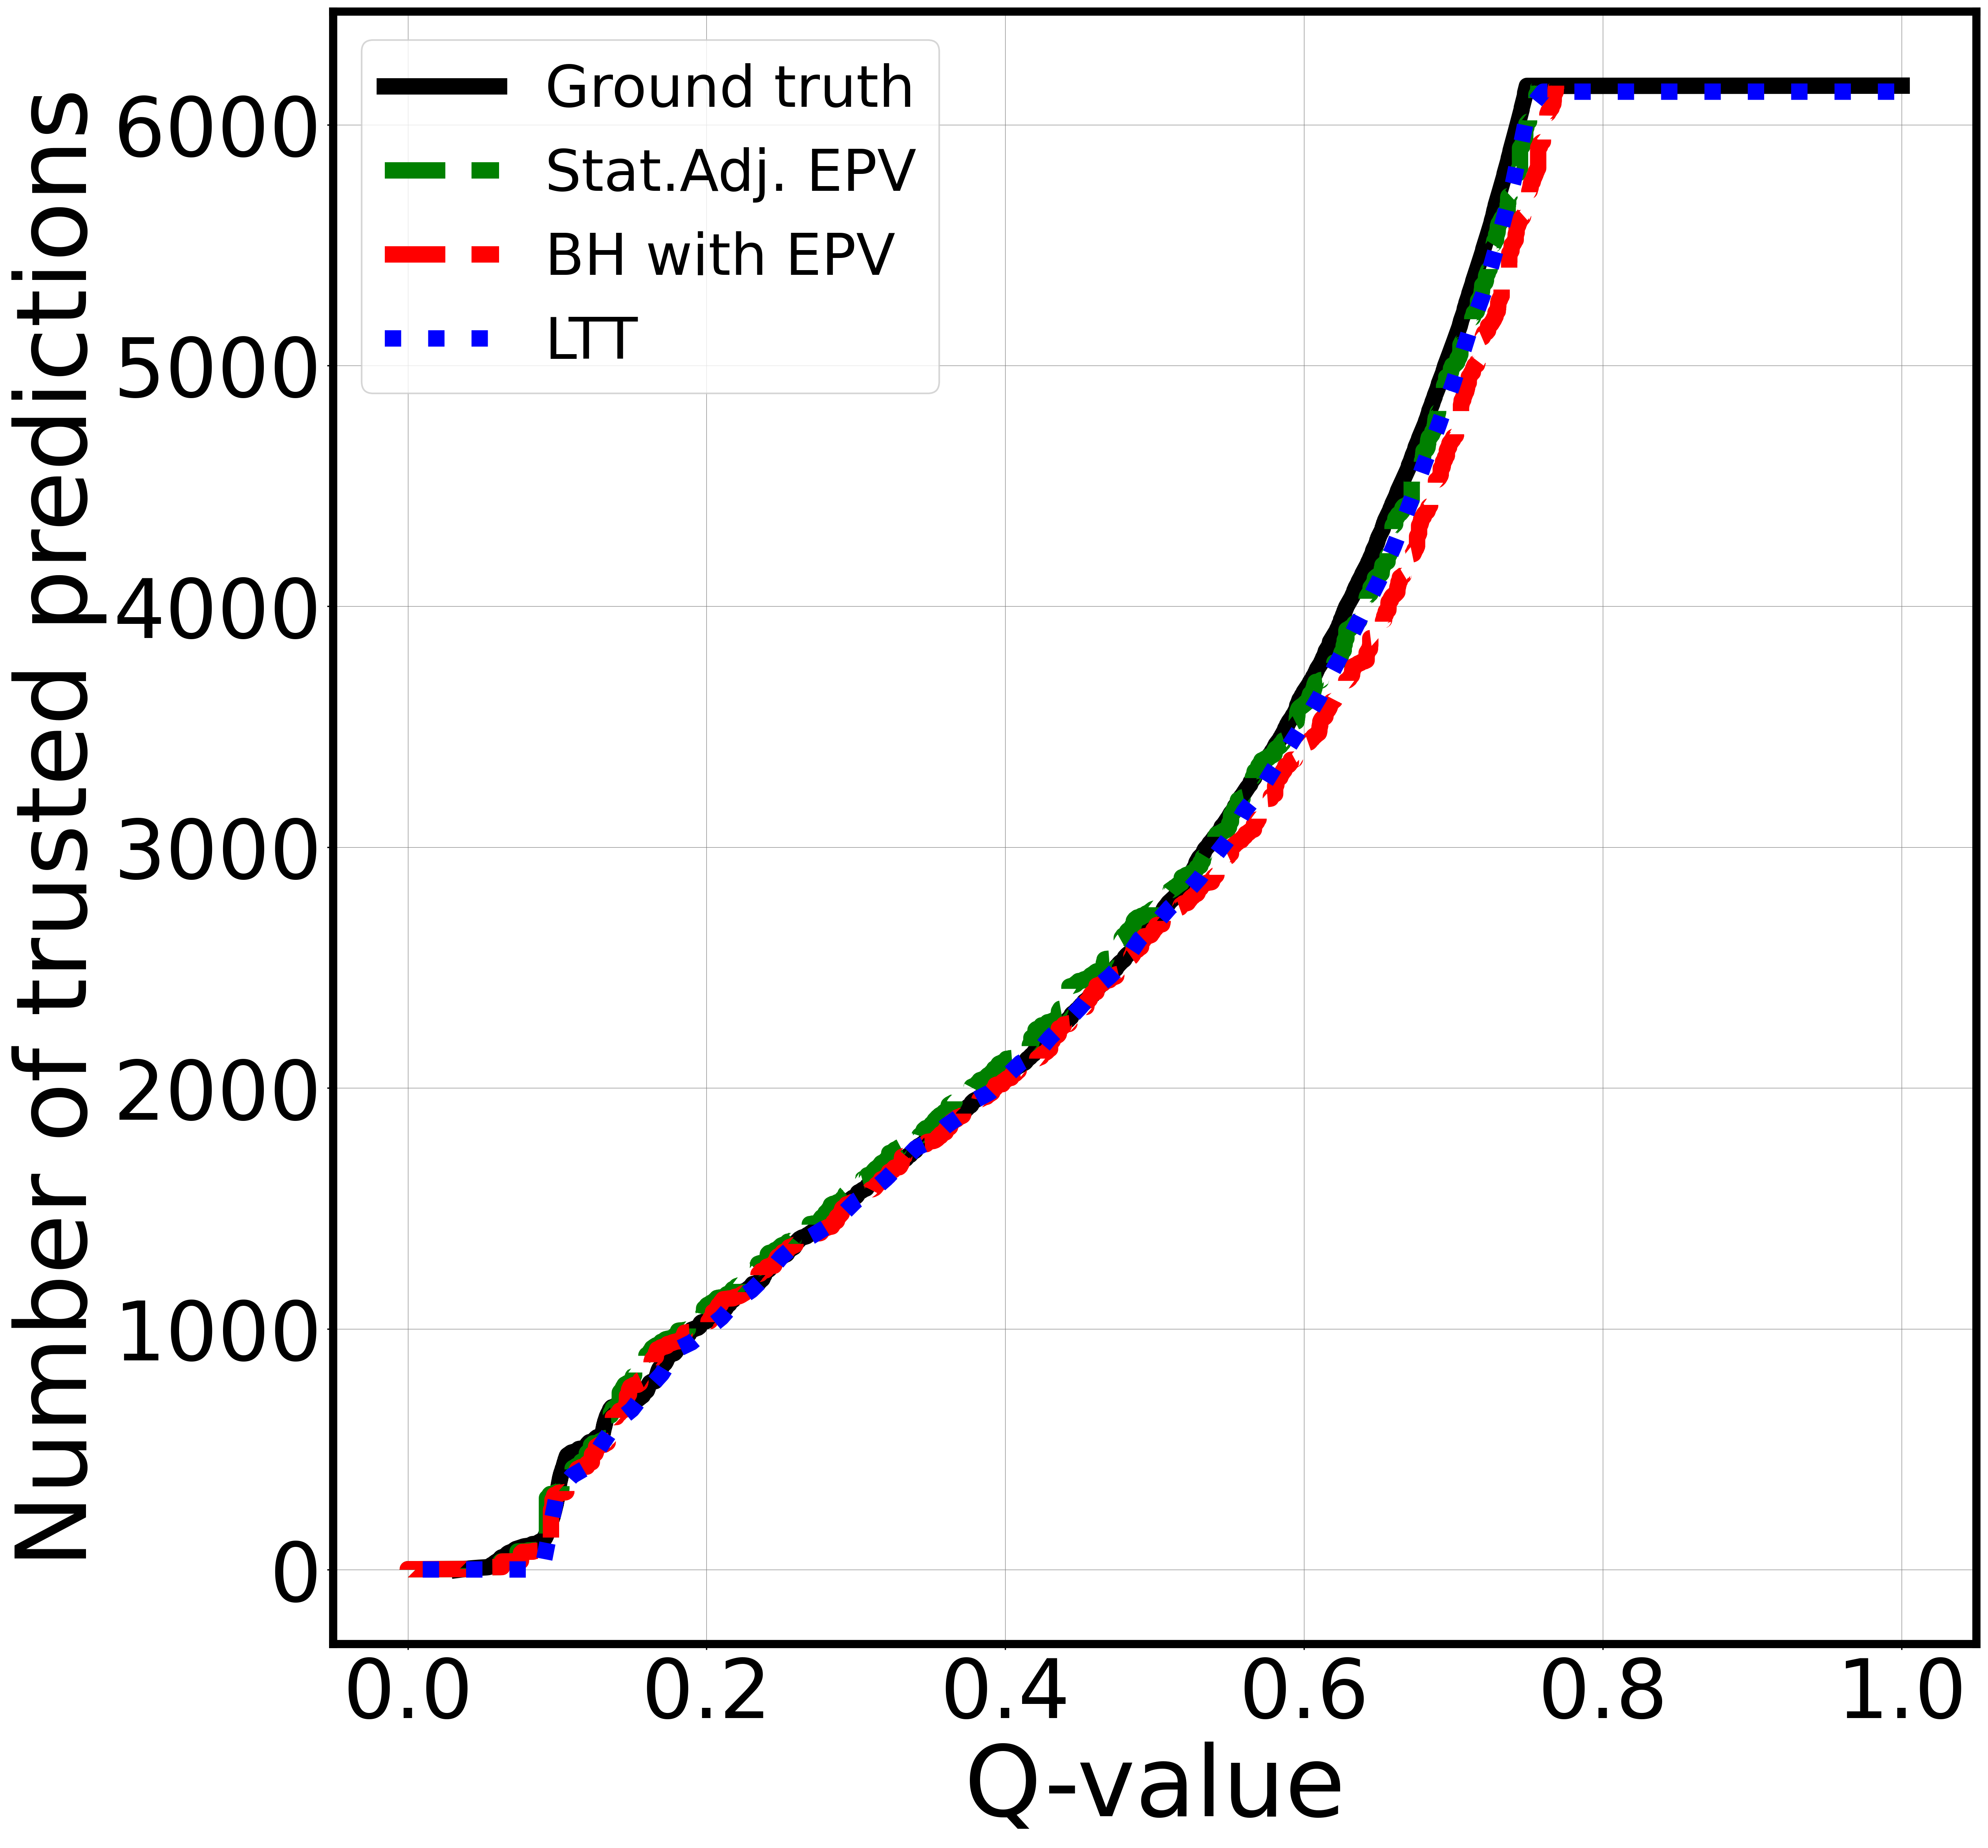 Ground truth
Stat.Adj. EPV
BH with EPV
LTT
Number of trusted predictions
6000
5000
4000
3000
2000
1000
0
0.0 0.2 0.4 0.6 0.8 1.0
Q-value